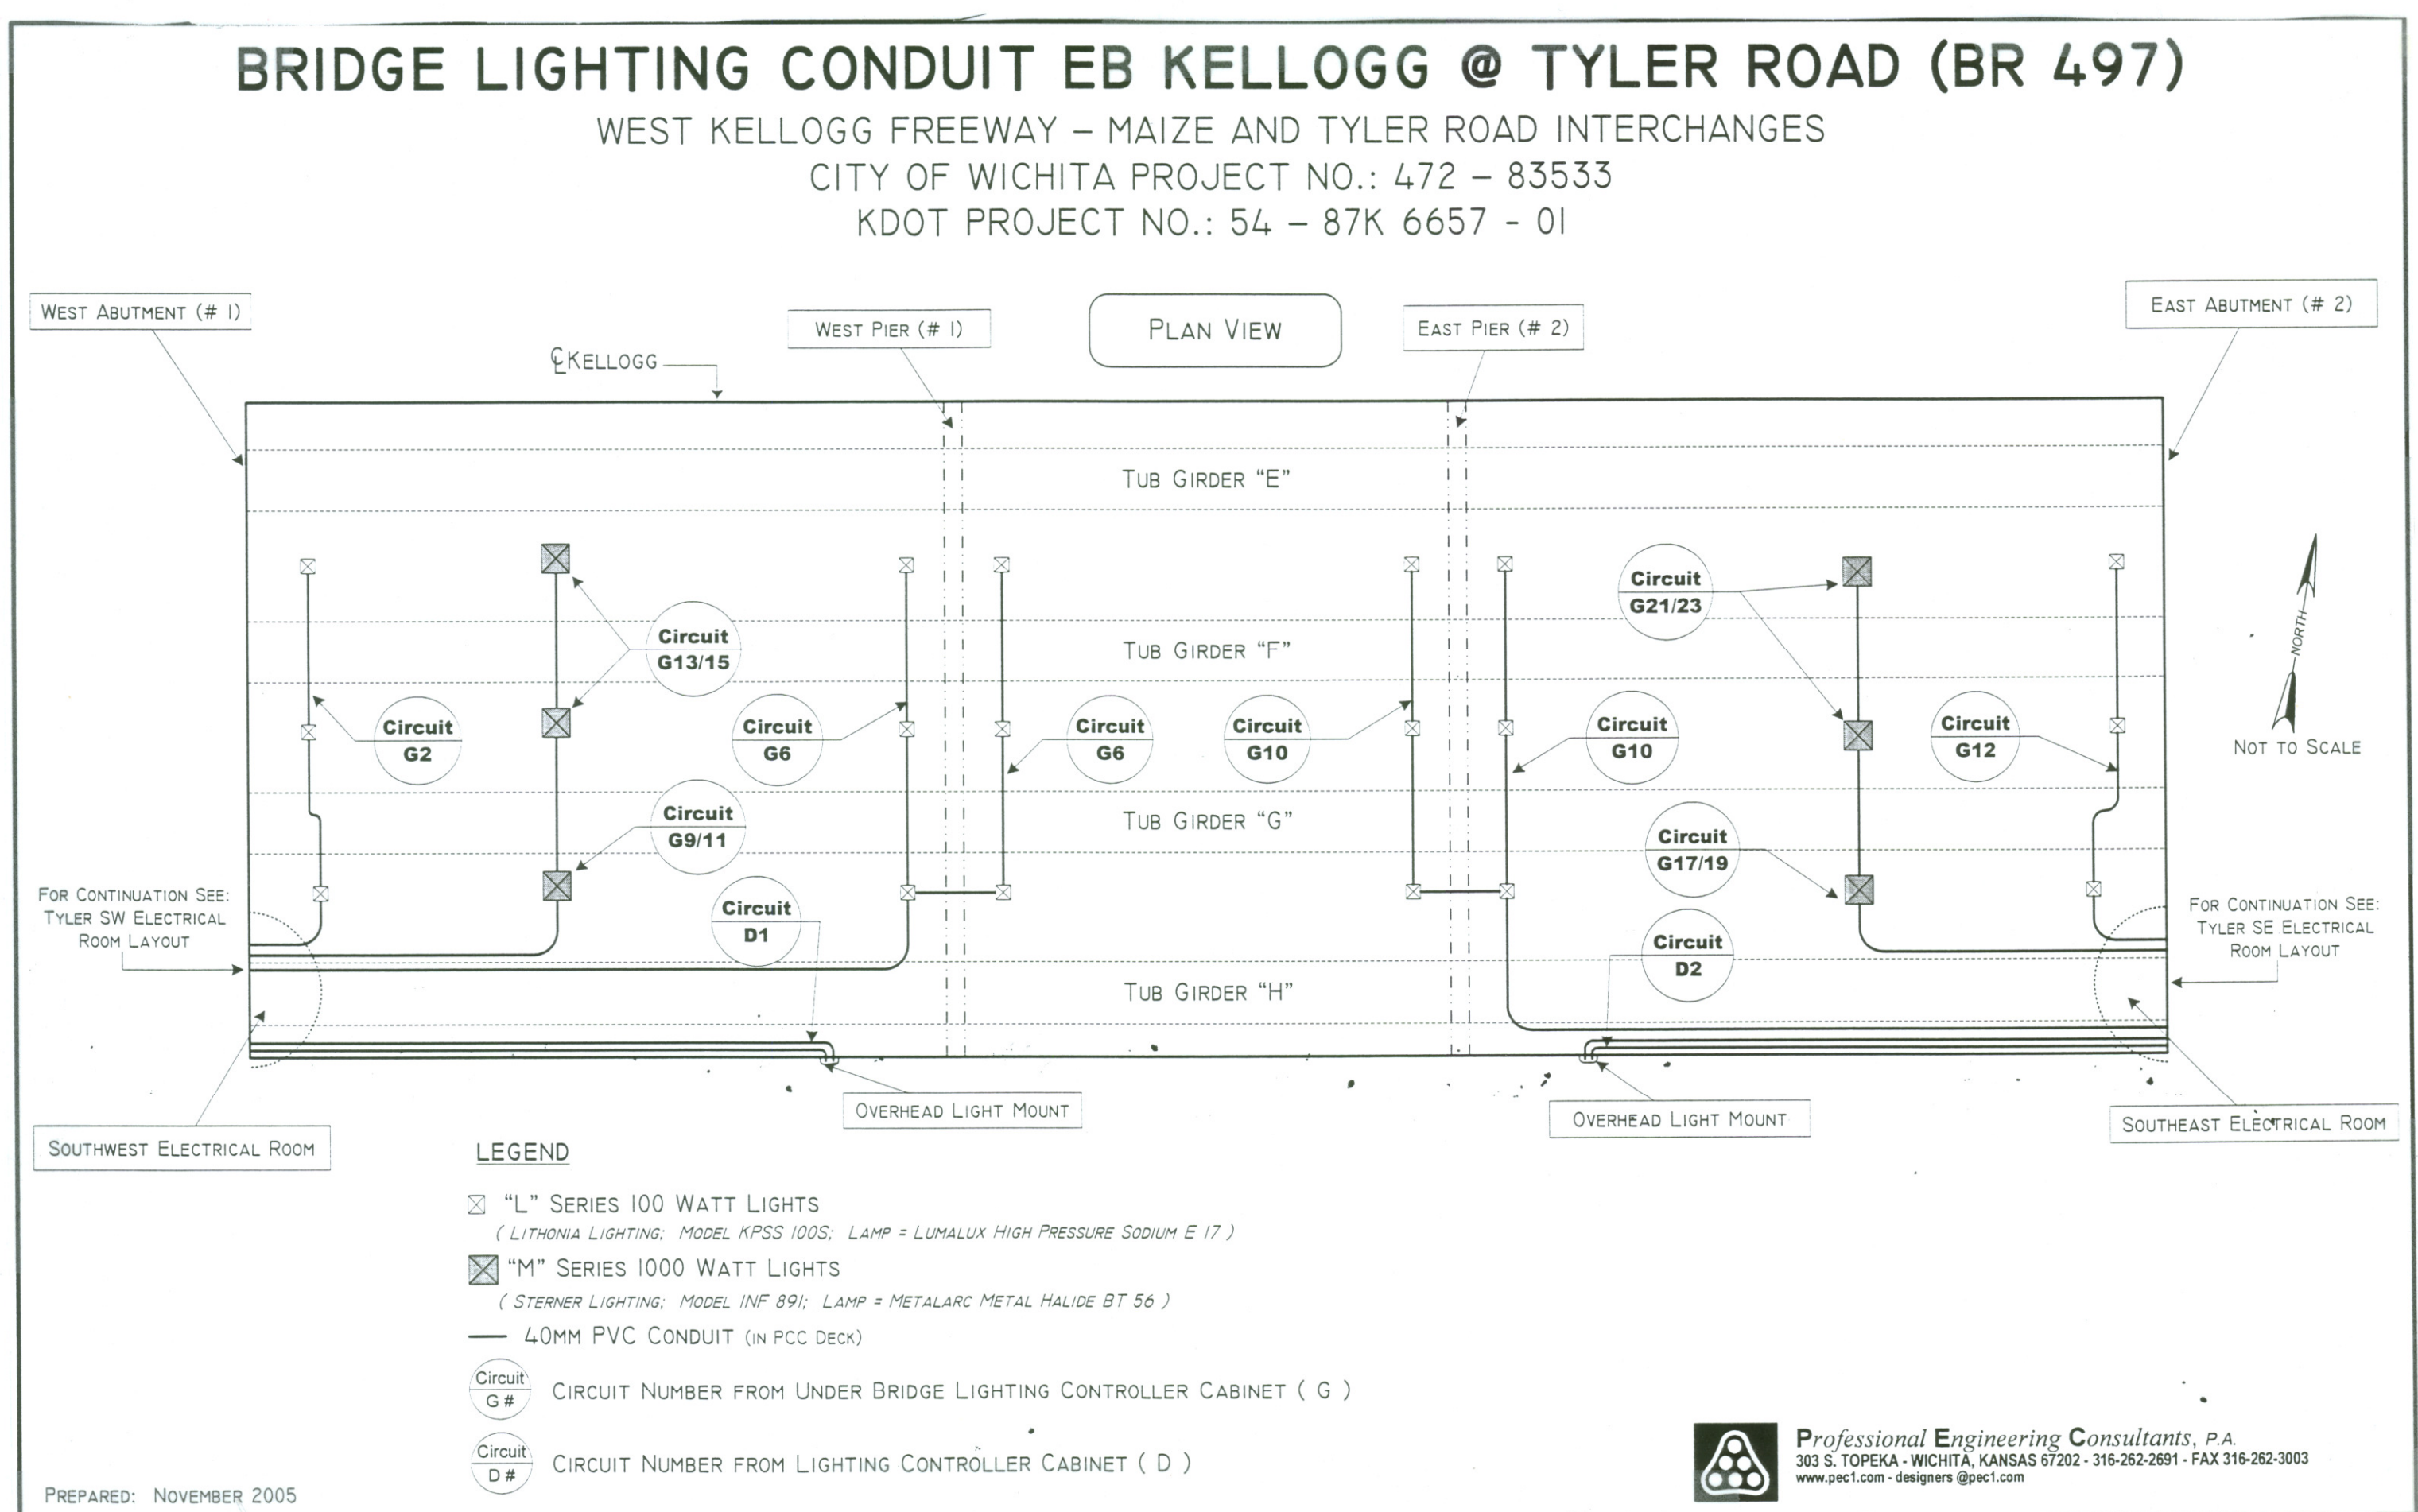 BRIDGE LIGHTING CONDUIT EB KELLOGG @ TYLER ROAD (BR 497)
WEST KELLOGG FREEWAY – MAIZE AND TYLER ROAD INTERCHANGES
CITY OF WICHITA PROJECT NO.: 472 – 83533
KDOT PROJECT NO.: 54 – 87K 6657 - 01
WEST ABUTMENT (# 1)
WEST PIER (# 1)
PLAN VIEW
EAST PIER (# 2)
EAST ABUTMENT (# 2)
℄ KELLOGG
TUB GIRDER "E"
Circuit
G13/15
Circuit
G21/23
TUB GIRDER "F"
NORTH
NOT TO SCALE
Circuit
G2
Circuit
G6
Circuit
G6
Circuit
G10
Circuit
G10
Circuit
G12
Circuit
G9/11
TUB GIRDER "G"
Circuit
G17/19
FOR CONTINUATION SEE:
TYLER SW ELECTRICAL
ROOM LAYOUT
Circuit
D1
Circuit
D2
FOR CONTINUATION SEE:
TYLER SE ELECTRICAL
ROOM LAYOUT
TUB GIRDER "H"
OVERHEAD LIGHT MOUNT
OVERHEAD LIGHT MOUNT
SOUTHWEST ELECTRICAL ROOM
SOUTHEAST ELECTRICAL ROOM
LEGEND
"L" SERIES 100 WATT LIGHTS
( LITHONIA LIGHTING; MODEL KPSS 100S; LAMP = LUMALUX HIGH PRESSURE SODIUM E 17 )
"M" SERIES 1000 WATT LIGHTS
( STERNER LIGHTING; MODEL INF 891; LAMP = METALARC METAL HALIDE BT 56 )
40MM PVC CONDUIT (IN PCC DECK)
Circuit
G #
CIRCUIT NUMBER FROM UNDER BRIDGE LIGHTING CONTROLLER CABINET ( G )
Circuit
D #
CIRCUIT NUMBER FROM LIGHTING CONTROLLER CABINET ( D )
PREPARED: NOVEMBER 2005
Professional Engineering Consultants, P.A.
303 S. TOPEKA - WICHITA, KANSAS 67202 - 316-262-2691 - FAX 316-262-3003
www.pec1.com - designers @pec1.com